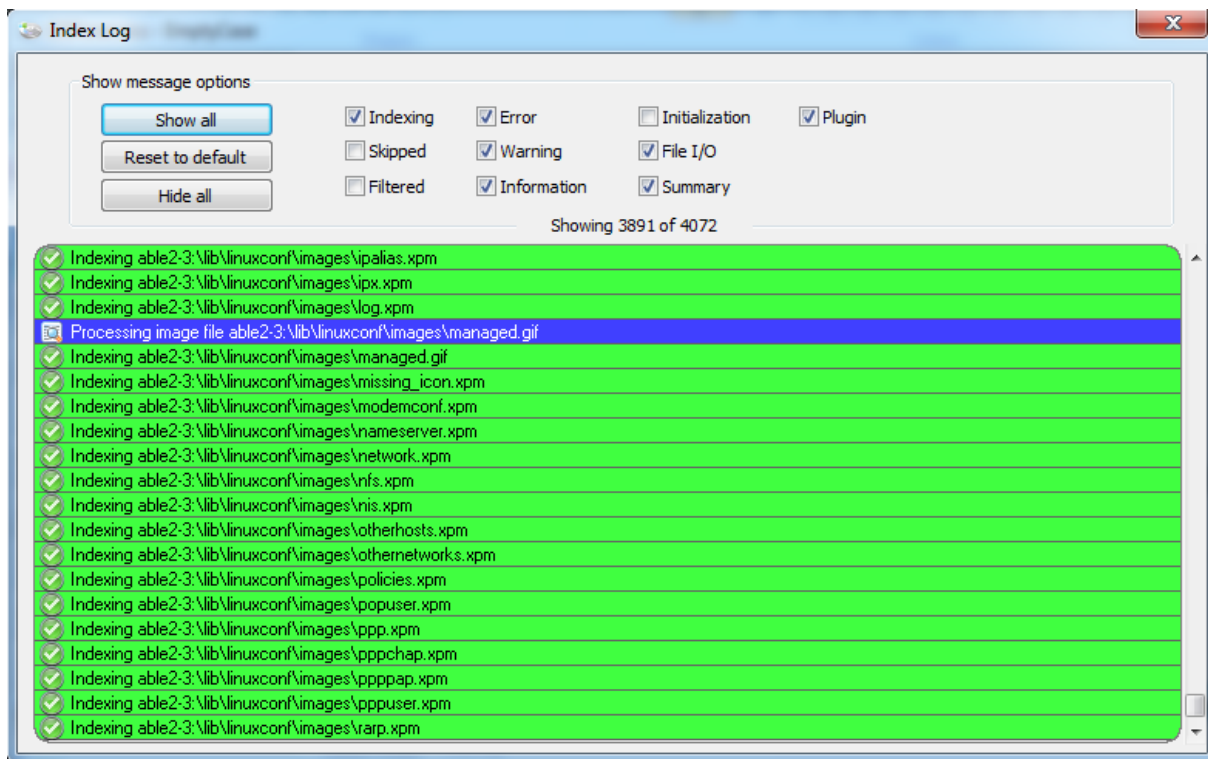 Index Log
Show message options
Show all
Indexing Error Initialization Plugin
Reset to default
Skipped Warning File I/O
Hide all
Filtered Information Summary
Showing 3891 of 4072
Indexing able2-3:\lib\linuxconf\images\ipalias.xpm
Indexing able2-3:\lib\linuxconf\images\ipx.xpm
Indexing able2-3:\lib\linuxconf\images\log.xpm
Processing image file able2-3:\lib\linuxconf\images\managed.gif
Indexing able2-3:\lib\linuxconf\images\managed.gif
Indexing able2-3:\lib\linuxconf\images\missing_icon.xpm
Indexing able2-3:\lib\linuxconf\images\modemconf.xpm
Indexing able2-3:\lib\linuxconf\images\nameserver.xpm
Indexing able2-3:\lib\linuxconf\images\network.xpm
Indexing able2-3:\lib\linuxconf\images\nfs.xpm
Indexing able2-3:\lib\linuxconf\images\nis.xpm
Indexing able2-3:\lib\linuxconf\images\otherhosts.xpm
Indexing able2-3:\lib\linuxconf\images\othernetworks.xpm
Indexing able2-3:\lib\linuxconf\images\policies.xpm
Indexing able2-3:\lib\linuxconf\images\popuser.xpm
Indexing able2-3:\lib\linuxconf\images\ppp.xpm
Indexing able2-3:\lib\linuxconf\images\pppchap.xpm
Indexing able2-3:\lib\linuxconf\images\ppppap.xpm
Indexing able2-3:\lib\linuxconf\images\pppuser.xpm
Indexing able2-3:\lib\linuxconf\images\rarp.xpm